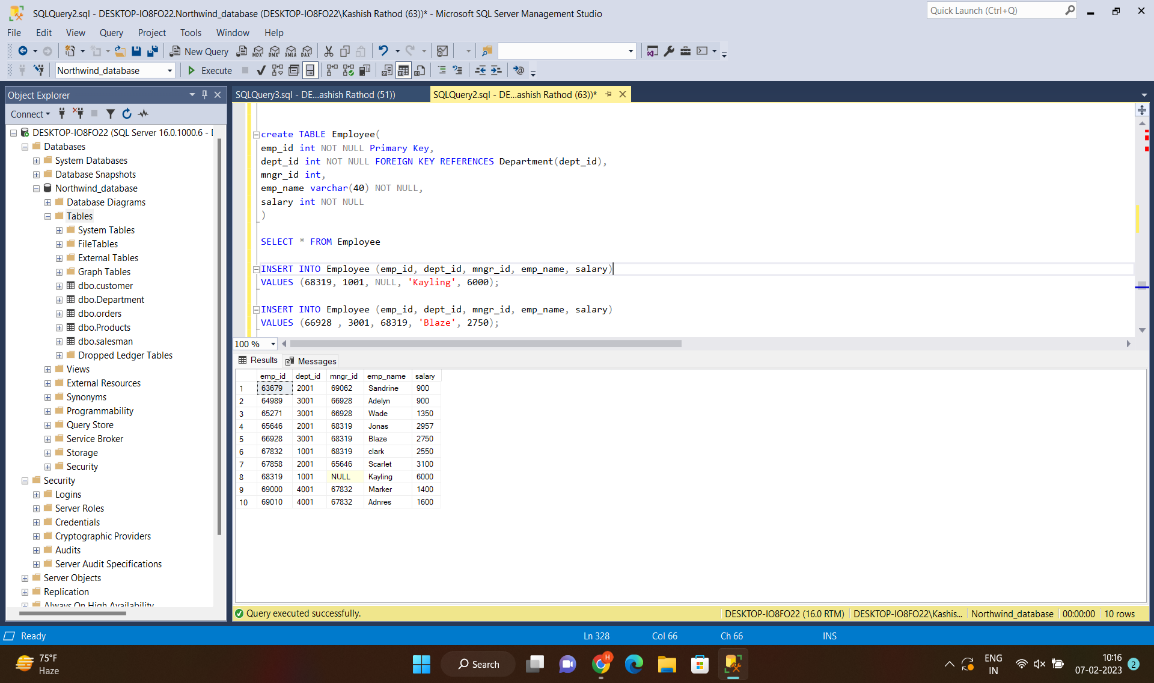 SQLQuery2.sql - DESKTOP-IO8FO22.Northwind_database (DESKTOP-IO8FO22\Kashish Rathod (63))* - Microsoft SQL Server Management Studio
Quick Launch (Ctrl+Q)
File Edit View Query Project Tools Window Help
New Query
MDX DMX XMLA DAX
Northwind_database
Execute
Object Explorer
Connect
DESKTOP-IO8FO22 (SQL Server 16.0.1000.6 -
Databases
System Databases
Database Snapshots
Northwind_database
Database Diagrams
Tables
System Tables
FileTables
External Tables
Graph Tables
dbo.customer
dbo.Department
dbo.orders
dbo.Products
dbo.salesman
Dropped Ledger Tables
Views
External Resources
Synonyms
Programmability
Query Store
Service Broker
Storage
Security
Security
Logins
Server Roles
Credentials
Cryptographic Providers
Audits
Server Audit Specifications
Server Objects
Replication
Always On High Availability
SQLQuery3.sql - DE...ashish Rathod (51))
SQLQuery2.sql - DE...ashish Rathod (63))*
create TABLE Employee(
emp_id int NOT NULL Primary Key,
dept_id int NOT NULL FOREIGN KEY REFERENCES Department(dept_id),
mngr_id int,
emp_name varchar(40) NOT NULL,
salary int NOT NULL
)
SELECT * FROM Employee
INSERT INTO Employee (emp_id, dept_id, mngr_id, emp_name, salary)
VALUES (68319, 1001, NULL, 'Kayling', 6000);
INSERT INTO Employee (emp_id, dept_id, mngr_id, emp_name, salary)
VALUES (66928 , 3001, 68319, 'Blaze', 2750);
100 %
Results Messages
emp_id dept_id mngr_id emp_name salary
1 63679 2001 69062 Sandrine 900
2 64989 3001 66928 Adelyn 900
3 65271 3001 66928 Wade 1350
4 65646 2001 68319 Jonas 2957
5 66928 3001 68319 Blaze 2750
6 67832 1001 68319 clark 2550
7 67858 2001 65646 Scarlet 3100
8 68319 1001 NULL Kayling 6000
9 69000 4001 67832 Marker 1400
10 69010 4001 67832 Adnres 1600
Query executed successfully.
DESKTOP-IO8FO22 (16.0 RTM) DESKTOP-IO8FO22\Kashis... Northwind_database 00:00:00 10 rows
Ready
Ln 328 Col 66 Ch 66 INS
75°F
Haze
Search
H
ENG
IN
10:16
07-02-2023
2